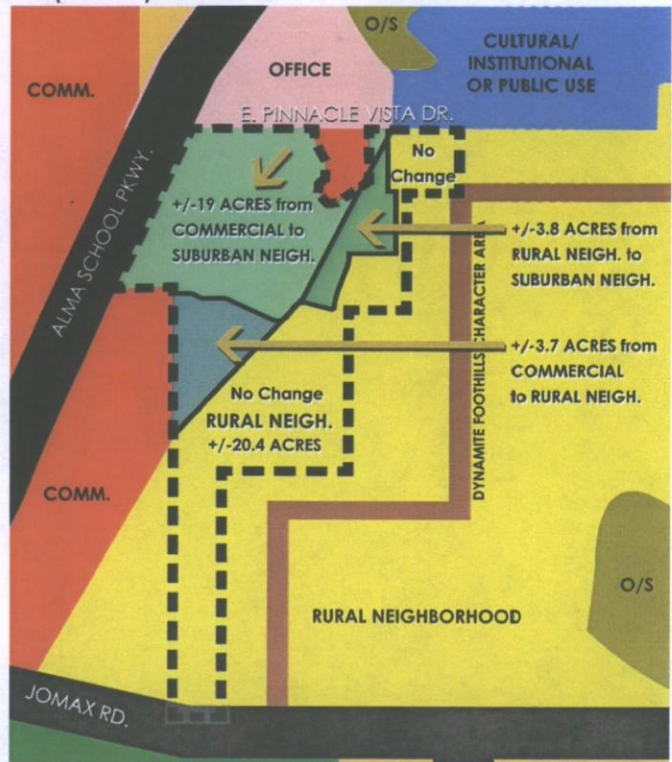 O/S
CULTURAL/
INSTITUTIONAL
OR PUBLIC USE
OFFICE
COMM.
E. PINNACLE VISTA DR.
No
Change
+/-19 ACRES from
COMMERCIAL to
SUBURBAN NEIGH.
+/-3.8 ACRES from
RURAL NEIGH. to
SUBURBAN NEIGH.
ALMA SCHOOL PKWY.
DYNAMITE FOOTHILLS CHARACTER AREA
+/-3.7 ACRES from
COMMERCIAL
to RURAL NEIGH.
No Change
RURAL NEIGH.
+/-20.4 ACRES
COMM.
O/S
RURAL NEIGHBORHOOD
JOMAX RD.